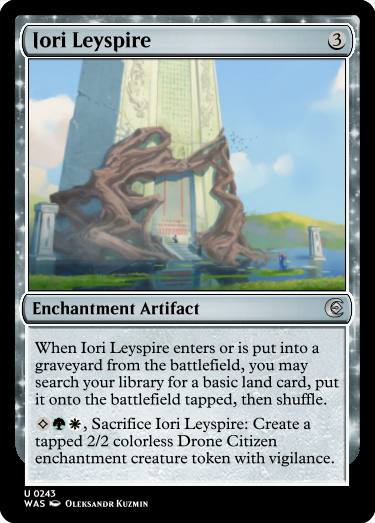 Iori Leyspire
3
Enchantment Artifact
When Iori Leyspire enters or is put into a
graveyard from the battlefield, you may
search your library for a basic land card, put
it onto the battlefield tapped, then shuffle.
, Sacrifice Iori Leyspire: Create a
tapped 2/2 colorless Drone Citizen
enchantment creature token with vigilance.
U 0243
WAS Oleksandr Kuzmin